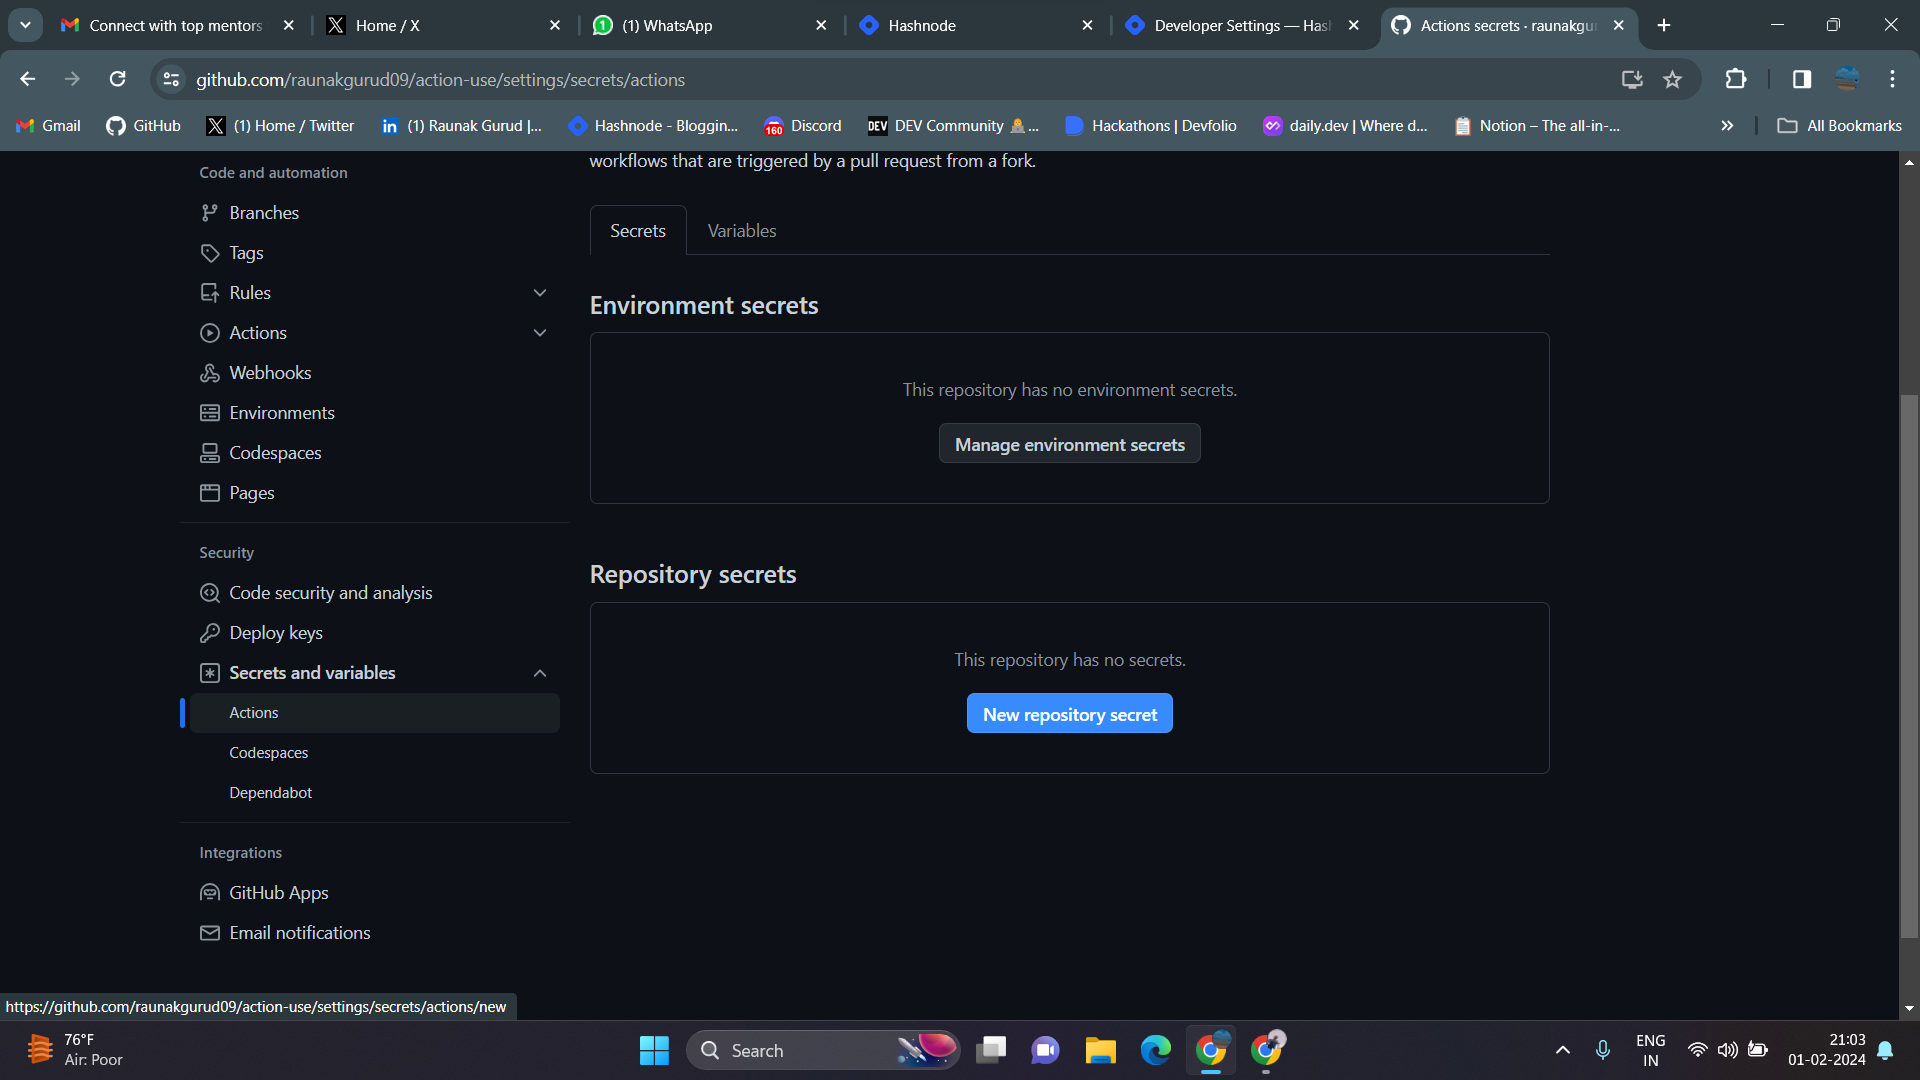 Connect with top mentors
Home / X
(1) WhatsApp
Hashnode
Developer Settings — Has
Actions secrets · raunakgu
github.com/raunakgurud09/action-use/settings/secrets/actions
Gmail
GitHub
(1) Home / Twitter
(1) Raunak Gurud |...
Hashnode - Bloggin...
160
Discord
DEV
DEV Community ...
Hackathons | Devfolio
daily.dev | Where d...
Notion – The all-in-...
All Bookmarks
workflows that are triggered by a pull request from a fork.
Code and automation
Branches
Tags
Rules
Actions
Webhooks
Environments
Codespaces
Pages
Security
Code security and analysis
Deploy keys
Secrets and variables
Actions
Codespaces
Dependabot
Integrations
GitHub Apps
Email notifications
Secrets
Variables
Environment secrets
This repository has no environment secrets.
Manage environment secrets
Repository secrets
This repository has no secrets.
New repository secret
https://github.com/raunakgurud09/action-use/settings/secrets/actions/new
76°F
Air: Poor
Search
ENG
IN
21:03
01-02-2024